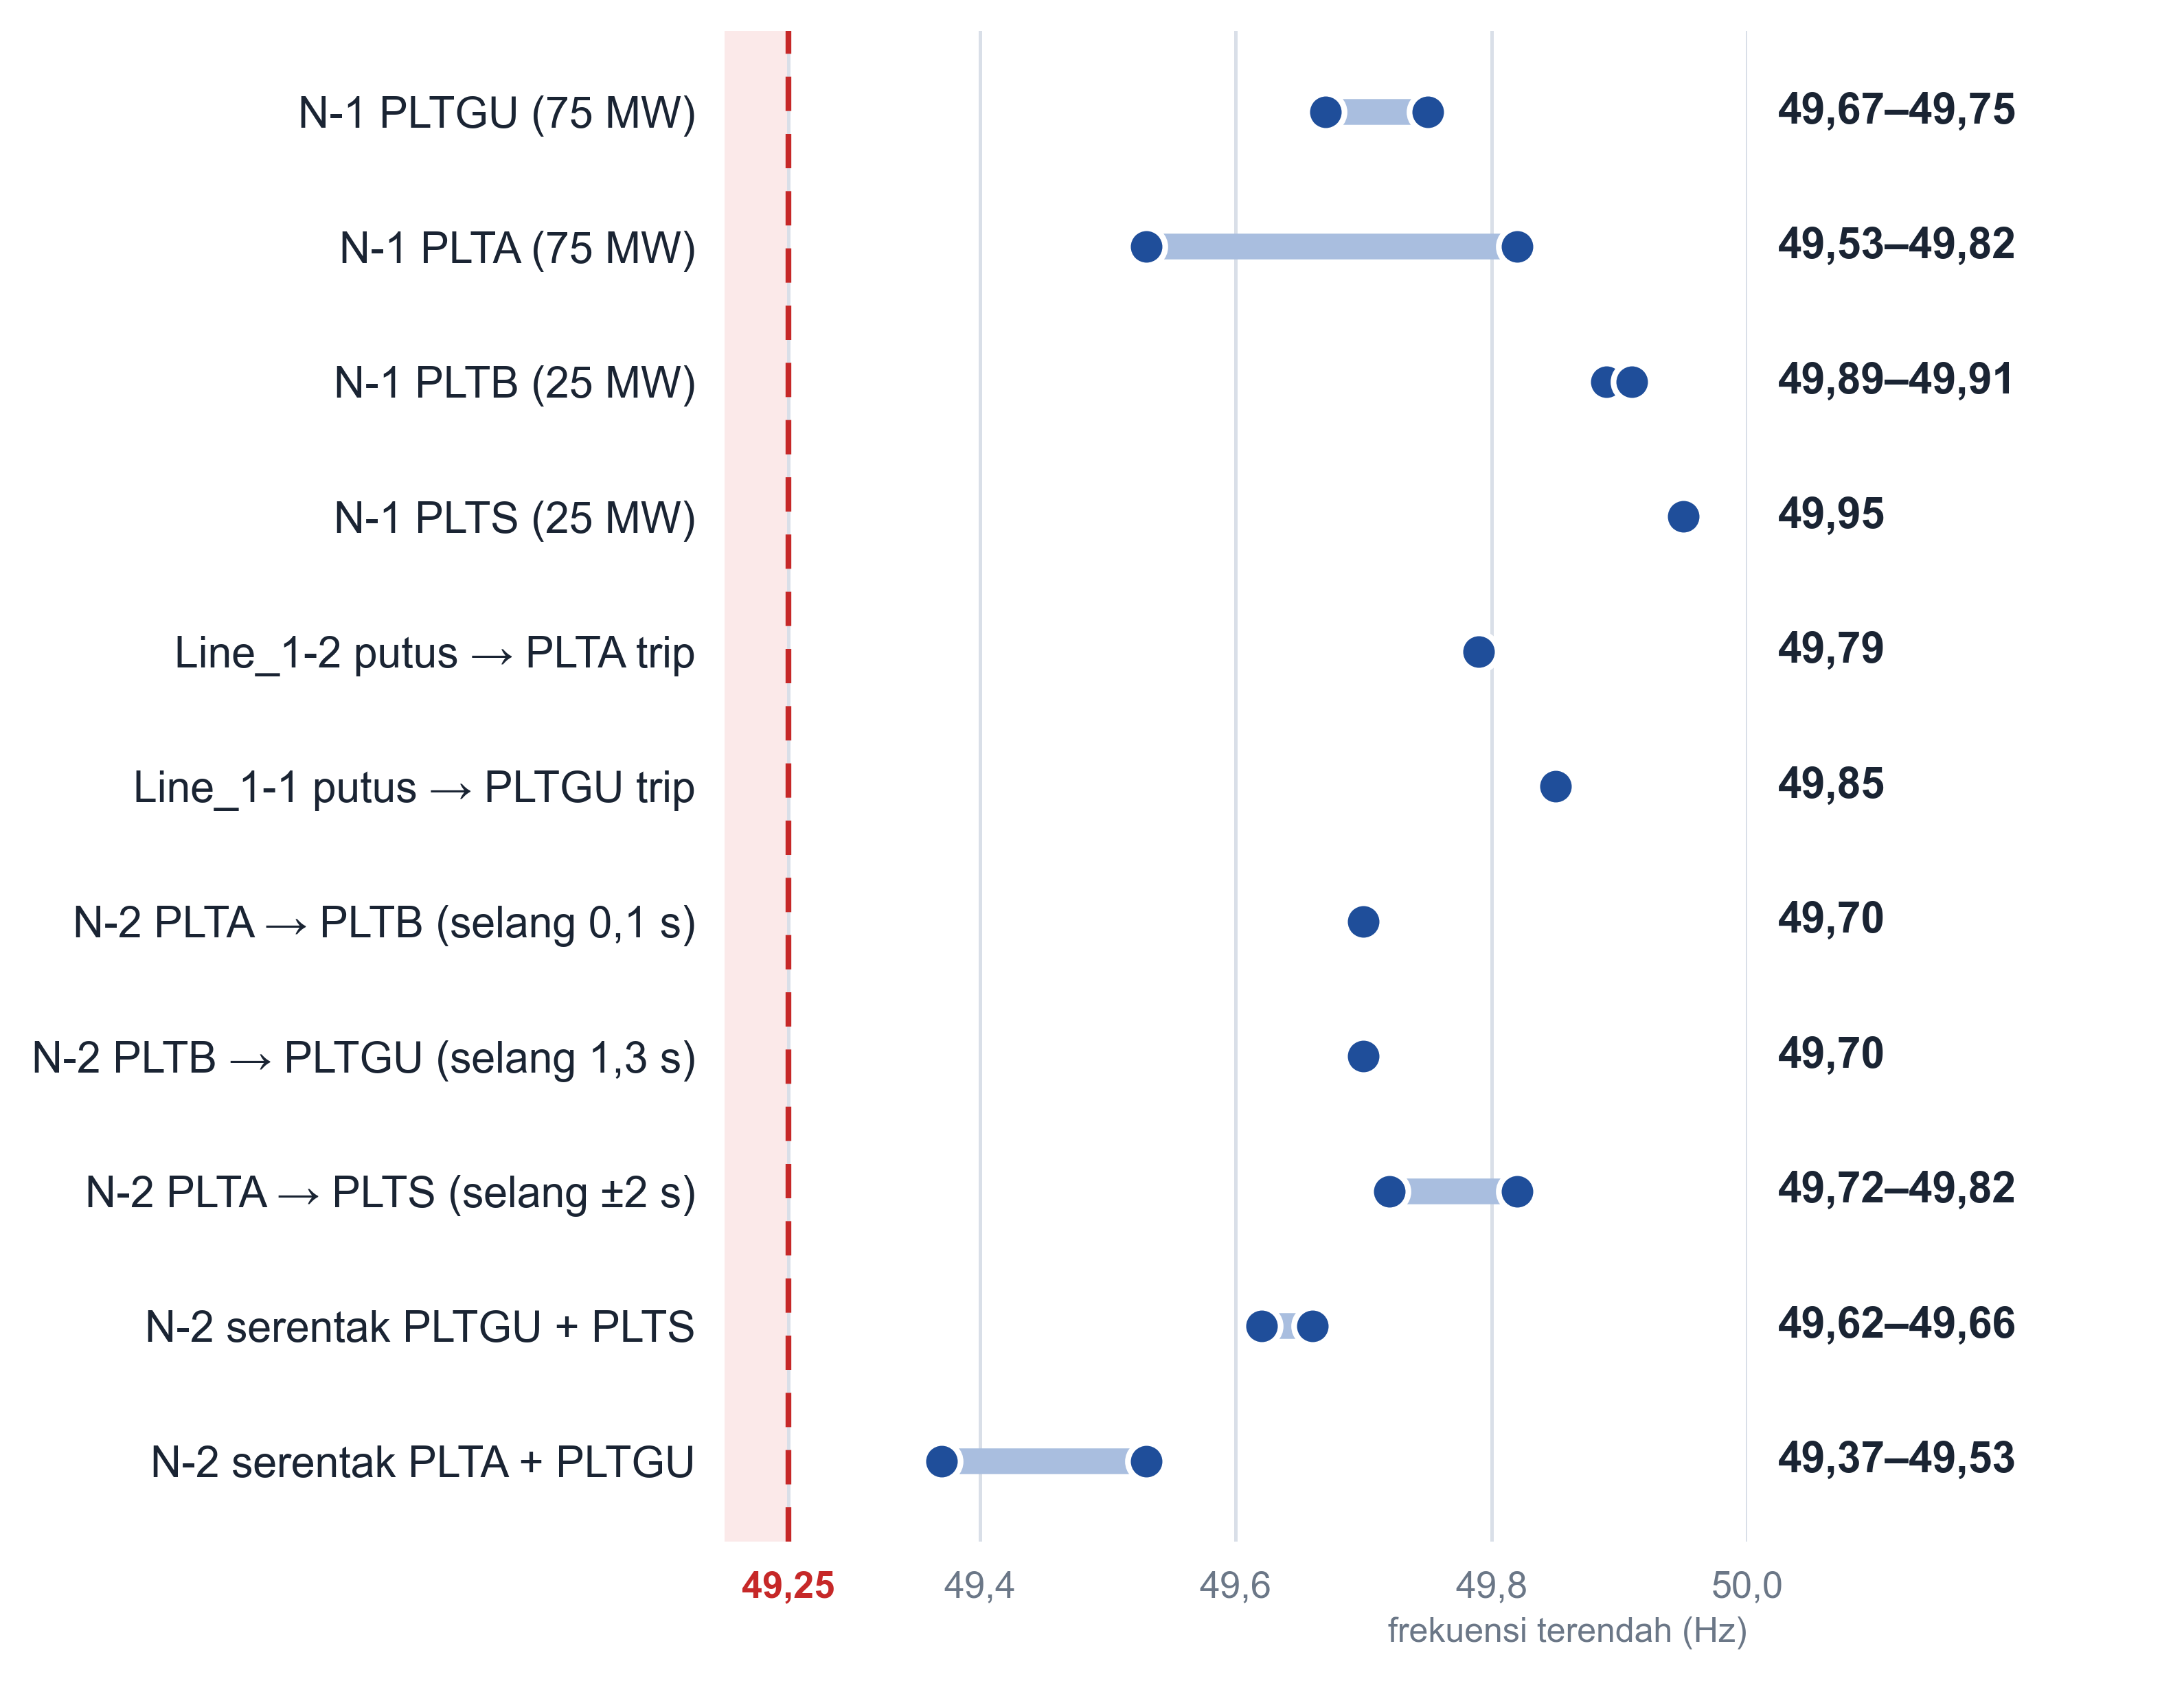 N-1 PLTGU (75 MW) 49,67–49,75
N-1 PLTA (75 MW) 49,53–49,82
N-1 PLTB (25 MW) 49,89–49,91
N-1 PLTS (25 MW) 49,95
Line_1-2 putus → PLTA trip 49,79
Line_1-1 putus → PLTGU trip 49,85
N-2 PLTA → PLTB (selang 0,1 s) 49,70
N-2 PLTB → PLTGU (selang 1,3 s) 49,70
N-2 PLTA → PLTS (selang ±2 s) 49,72–49,82
N-2 serentak PLTGU + PLTS 49,62–49,66
N-2 serentak PLTA + PLTGU 49,37–49,53
49,25 49,4 49,6 49,8 50,0
frekuensi terendah (Hz)